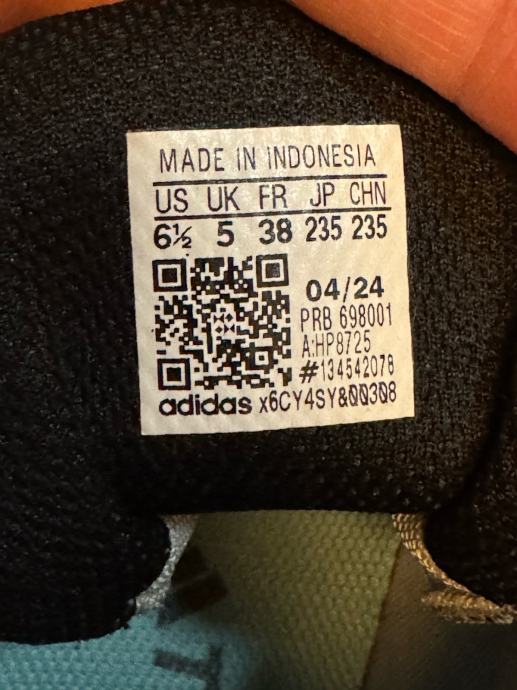 MADE IN INDONESIA
US UK FR JP CHN
6½ 5 38 235 235
04/24
PRB 698001
A:HP8725
#134542078
adidas x6CY4SY&00308